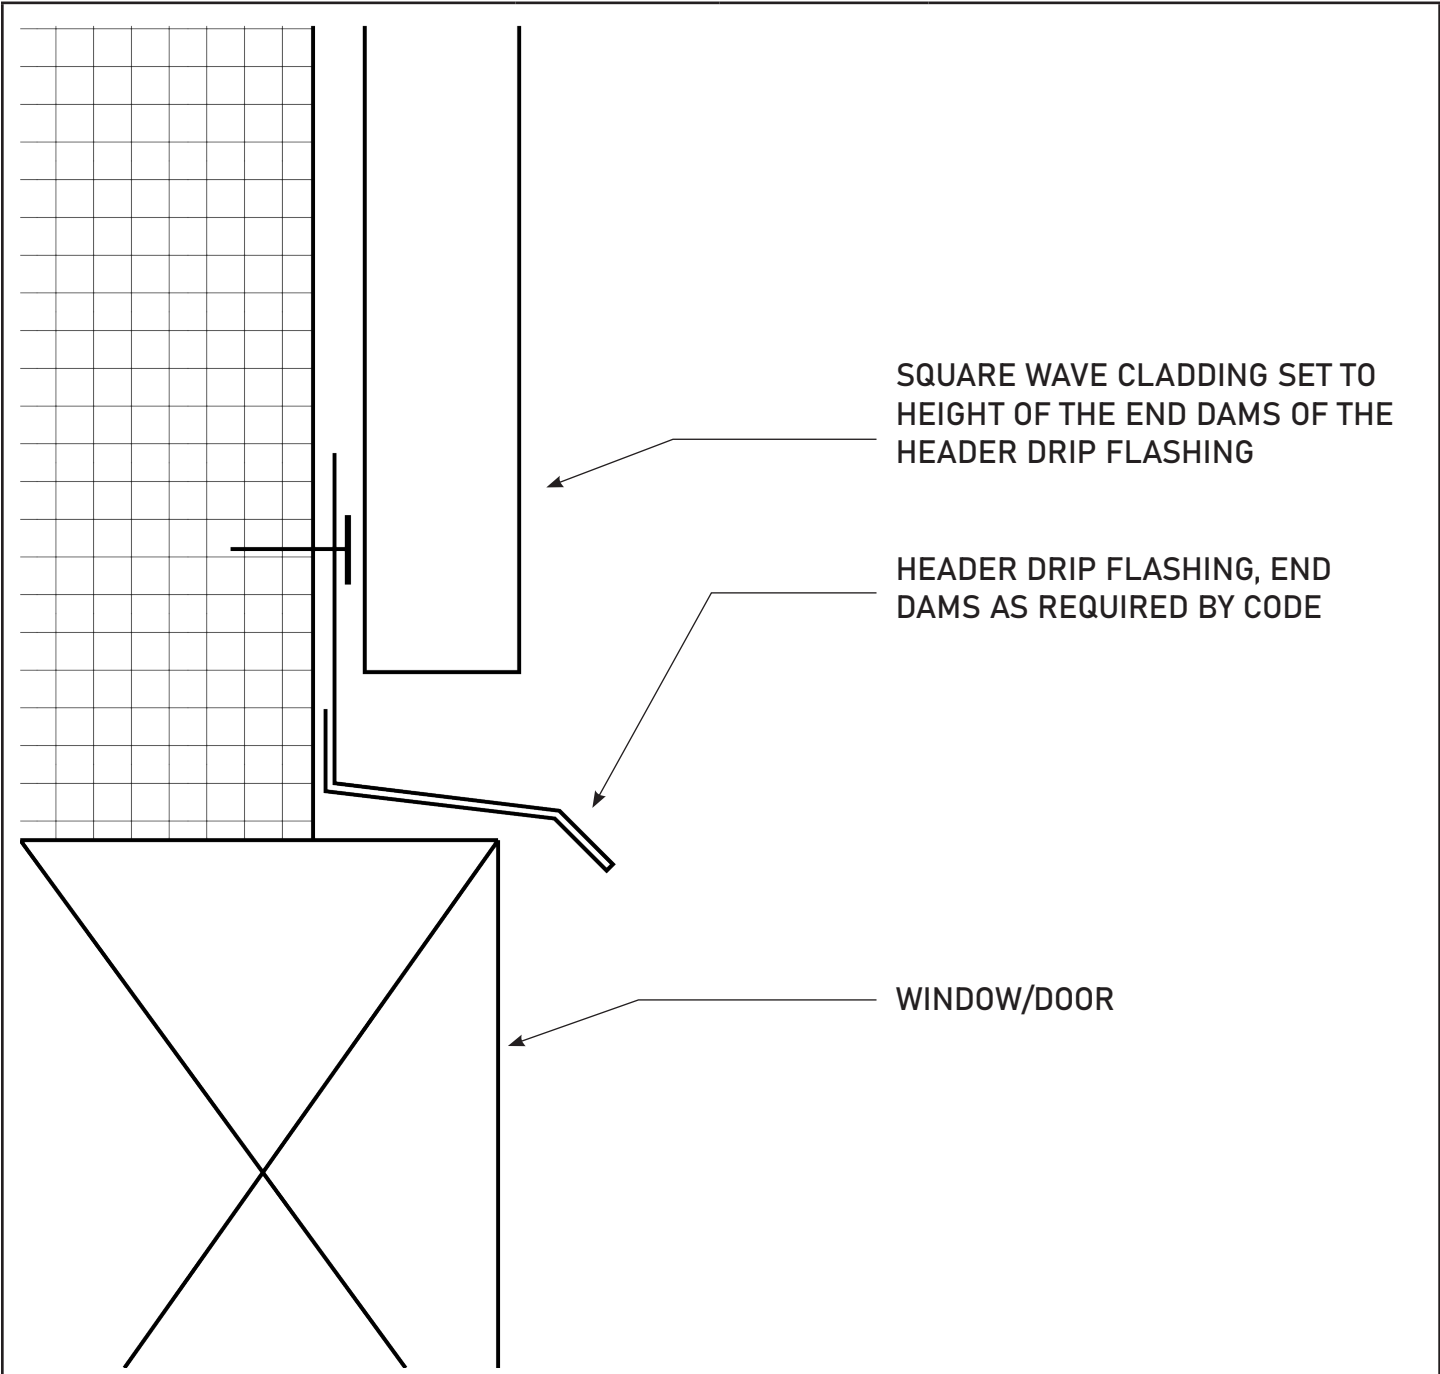 SQUARE WAVE CLADDING SET TO
HEIGHT OF THE END DAMS OF THE
HEADER DRIP FLASHING
HEADER DRIP FLASHING, END
DAMS AS REQUIRED BY CODE
WINDOW/DOOR